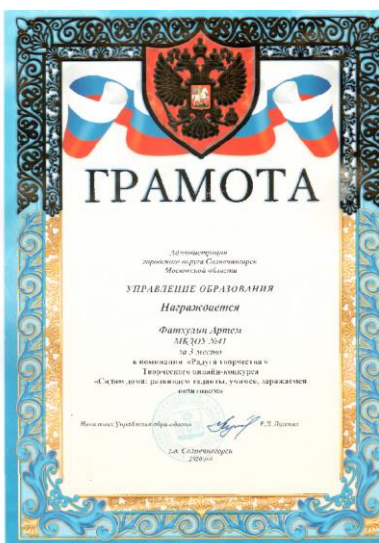 ГРАМОТА
Администрация
городского округа Солнечногорск
Московской области
УПРАВЛЕНИЕ ОБРАЗОВАНИЯ
Награждается
Фатхулин Артем
МБДОУ №41
за 3 место
в номинации «Радуга творчества»
Творческого онлайн-конкурса
«Сидим дома: развиваем таланты, учимся, заряжаемся
позитивом»
Начальник Управления образования
г.о. Солнечногорск
2020 год